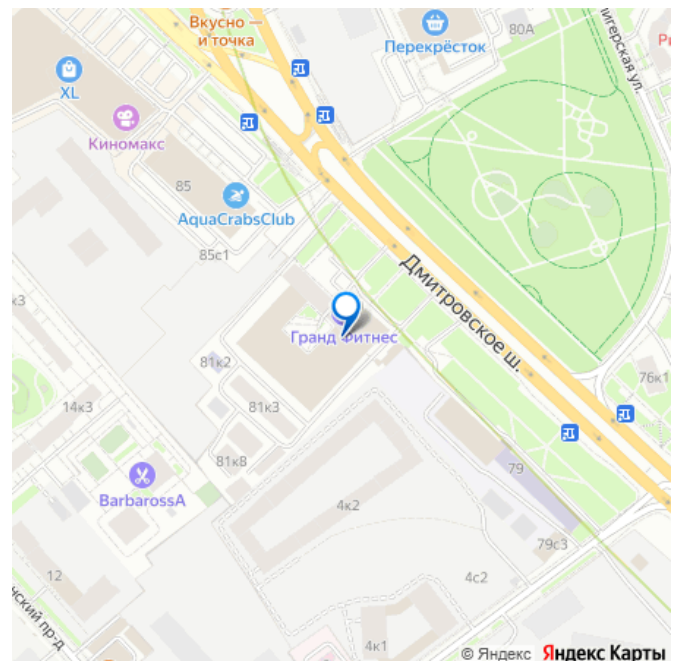 Вкусно —
и точка
80А
Перекрёсток
XL
Киномакс
85
AquaCrabsClub
85с1
Дмитровское ш.
Гранд Фитнес
81к2
76к1
14к3
81к3
81к8
79
BarbarossA
4к2
79с3
12
4с2
4к1
© Яндекс Яндекс Карты